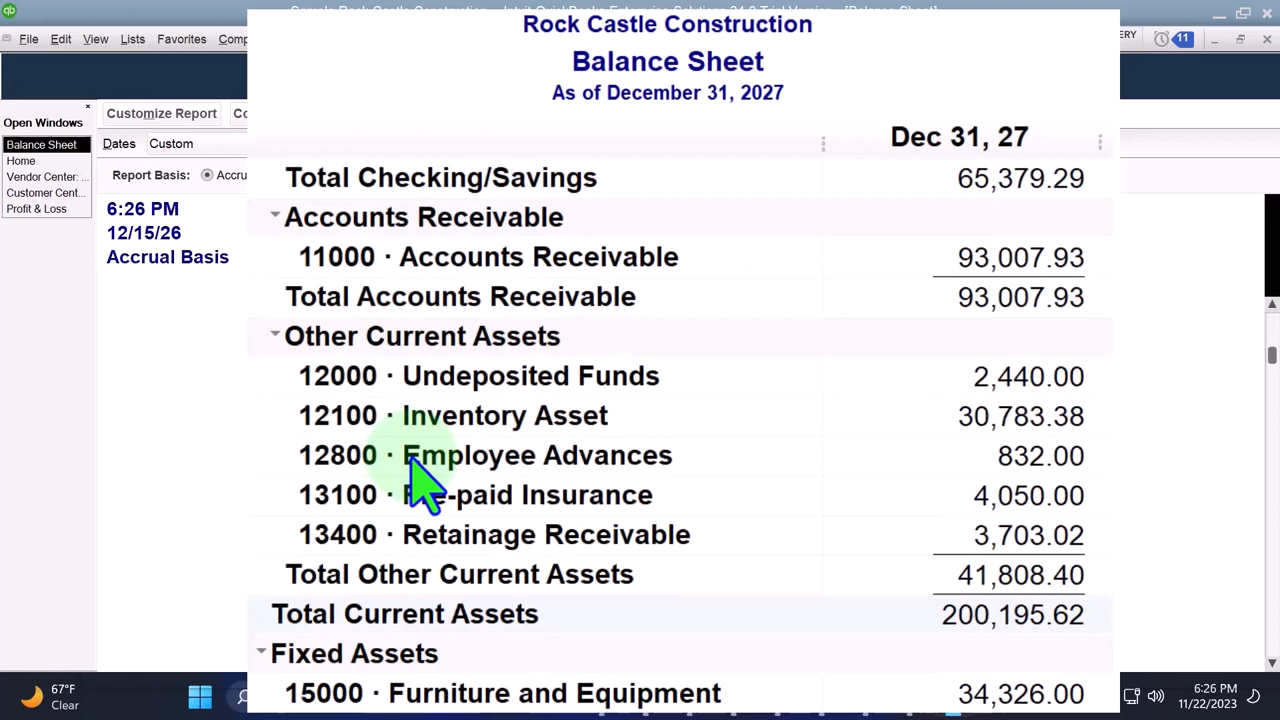 Rock Castle Construction
Balance Sheet
As of December 31, 2027
File Edit View Lists Favorites Comp
11
Customize Report Co
Open Windows
Balance Sheet
Home
Vendor Center: ...
Customer Cent...
Profit & Loss
Dates Custom
Report Basis: Accru
6:26 PM
12/15/26
Accrual Basis
Dec 31, 27
Total Checking/Savings 65,379.29
Accounts Receivable
11000 · Accounts Receivable 93,007.93
Total Accounts Receivable 93,007.93
Other Current Assets
12000 · Undeposited Funds 2,440.00
12100 · Inventory Asset 30,783.38
12800 · Employee Advances 832.00
13100 · Pre-paid Insurance 4,050.00
13400 · Retainage Receivable 3,703.02
Total Other Current Assets 41,808.40
Total Current Assets 200,195.62
Fixed Assets
15000 · Furniture and Equipment 34,326.00
67°F
Clear
6:26 PM
11/22/2023